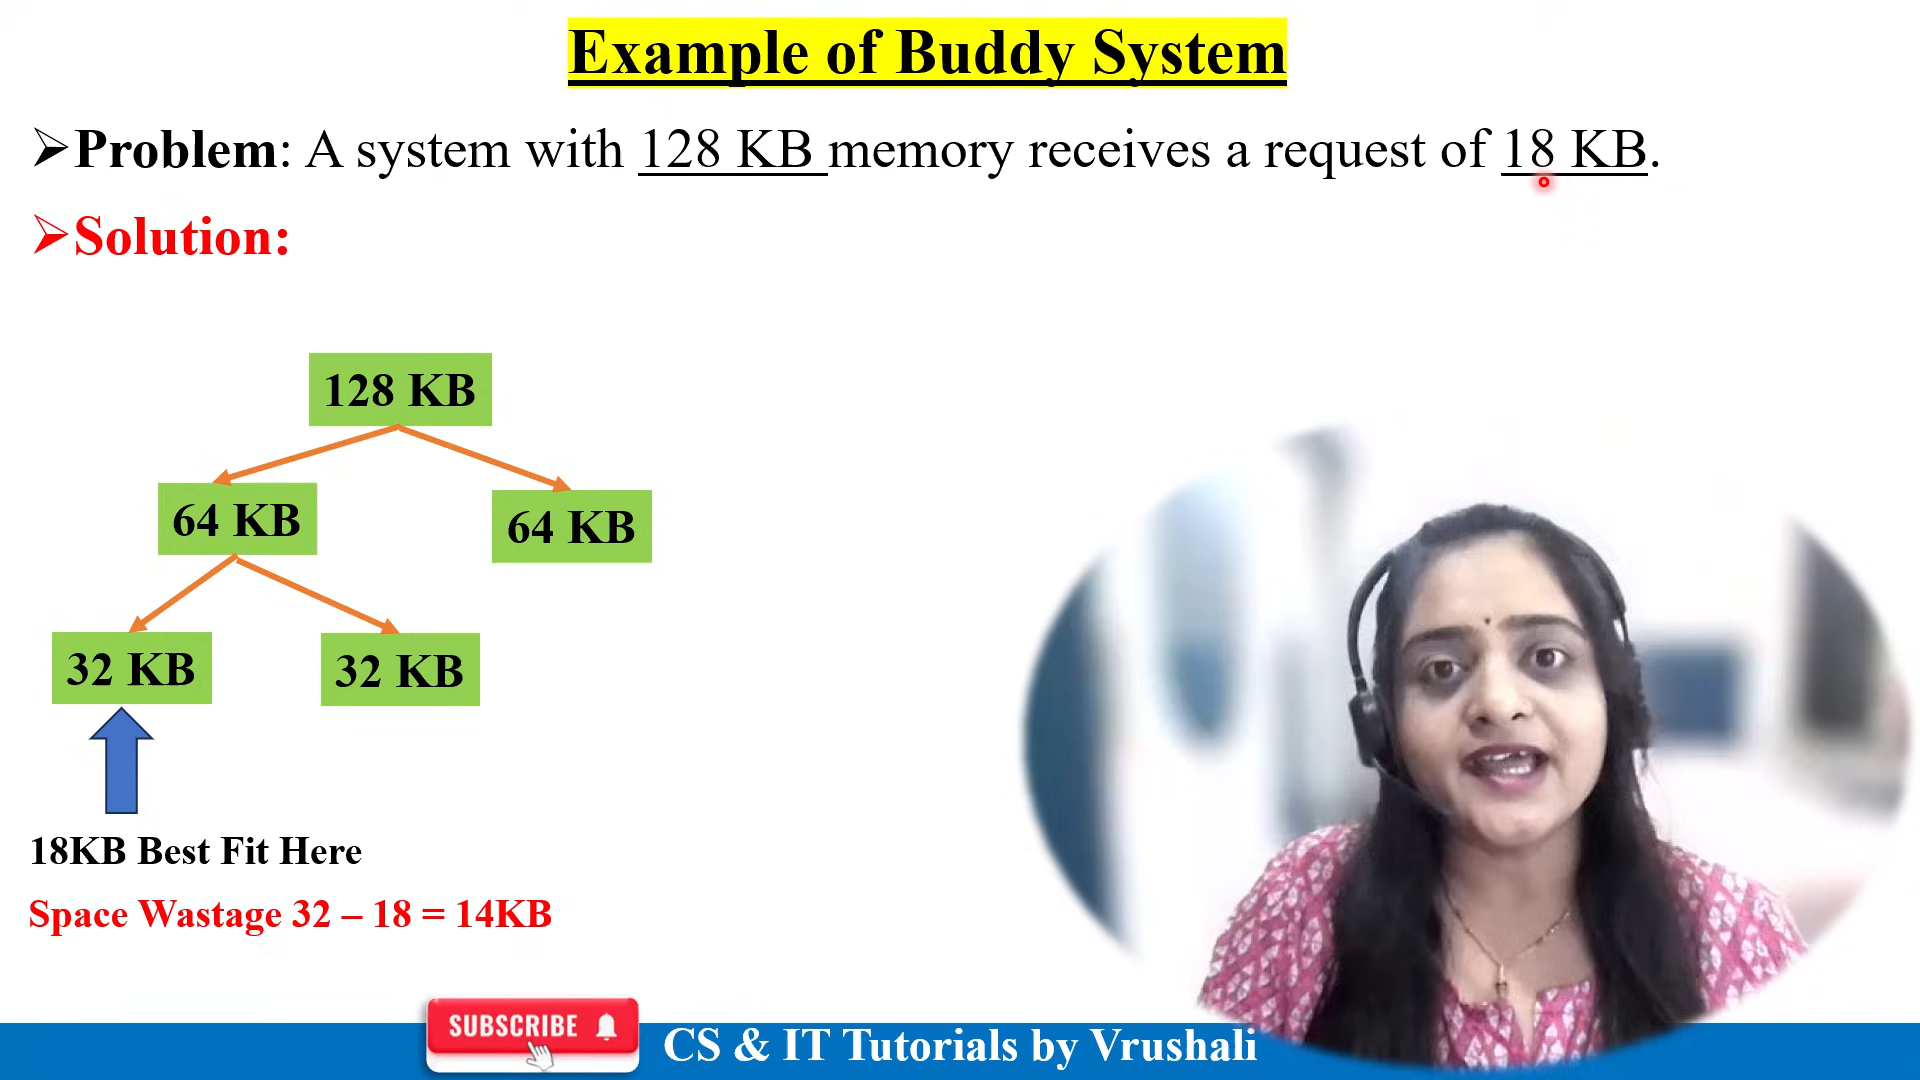 Example of Buddy System
➢Problem: A system with 128 KB memory receives a request of 18 KB.
➢Solution:
128 KB
64 KB
64 KB
32 KB
32 KB
18KB Best Fit Here
Space Wastage 32 – 18 = 14KB
SUBSCRIBE
CS & IT Tutorials by Vrushali